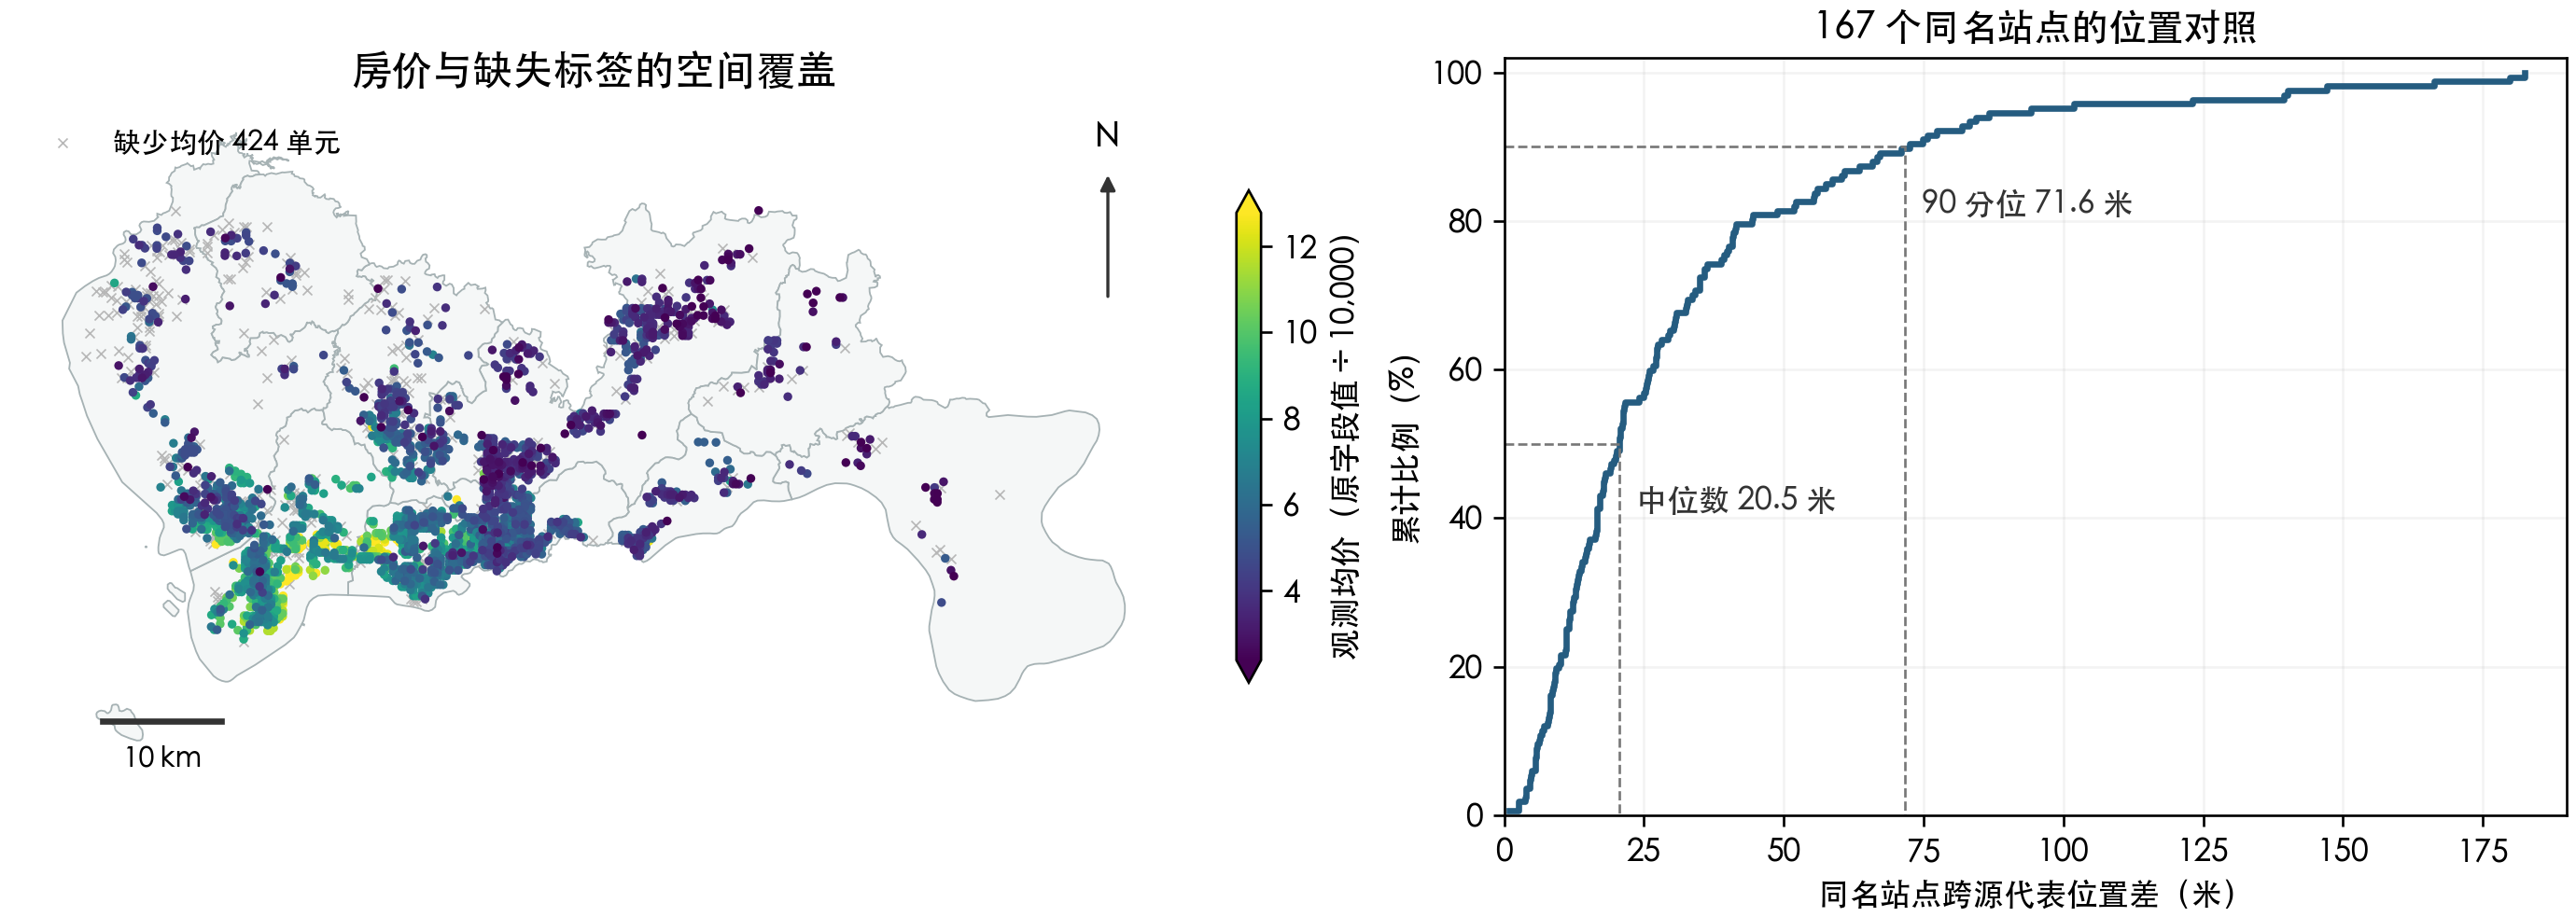 房价与缺失标签的空间覆盖
缺少均价 424 单元
N
10 km
12
10
8
6
4
观测均价（原字段值 ÷ 10,000）
167 个同名站点的位置对照
100
80
60
40
20
0
累计比例（%）
90 分位 71.6 米
中位数 20.5 米
0 25 50 75 100 125 150 175
同名站点跨源代表位置差（米）